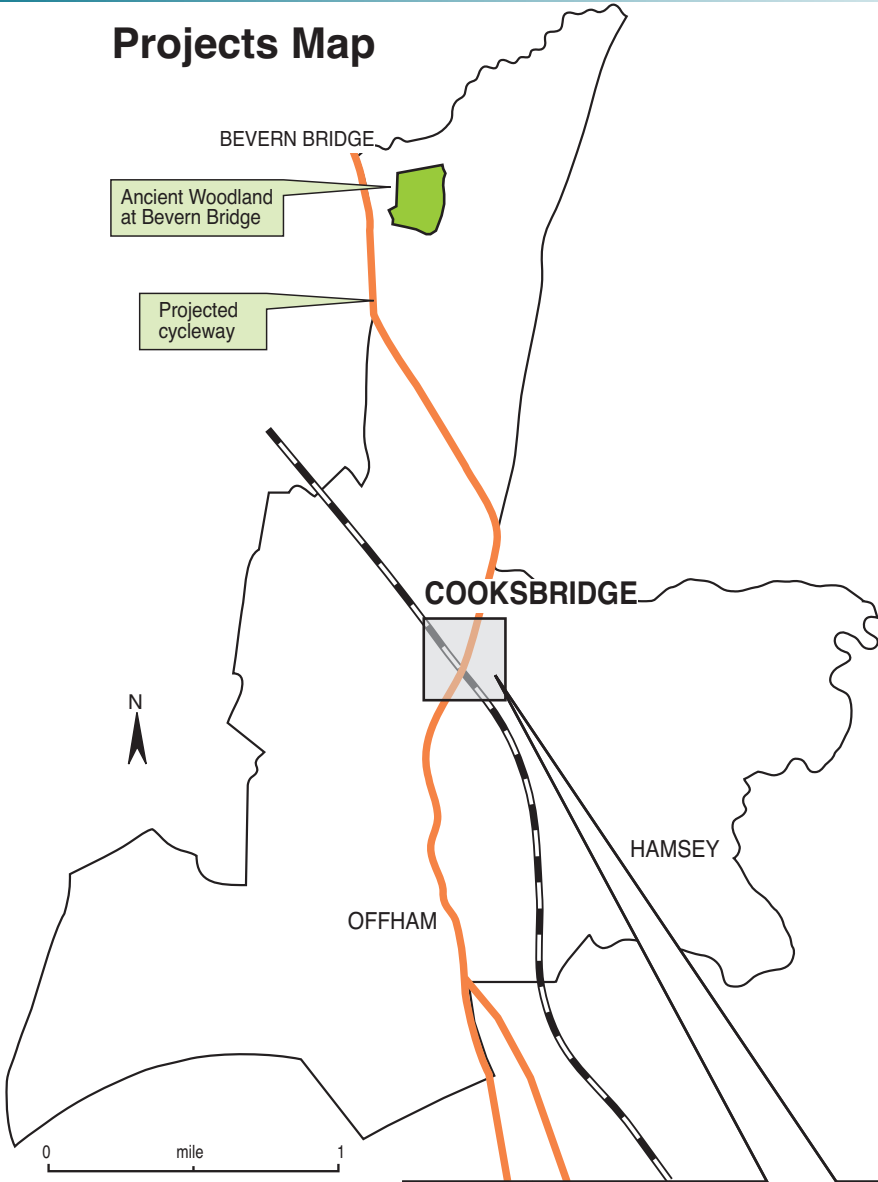 Projects Map
BEVERN BRIDGE
Ancient Woodland
at Bevern Bridge
Projected
cycleway
COOKSBRIDGE
N
HAMSEY
OFFHAM
0 mile 1